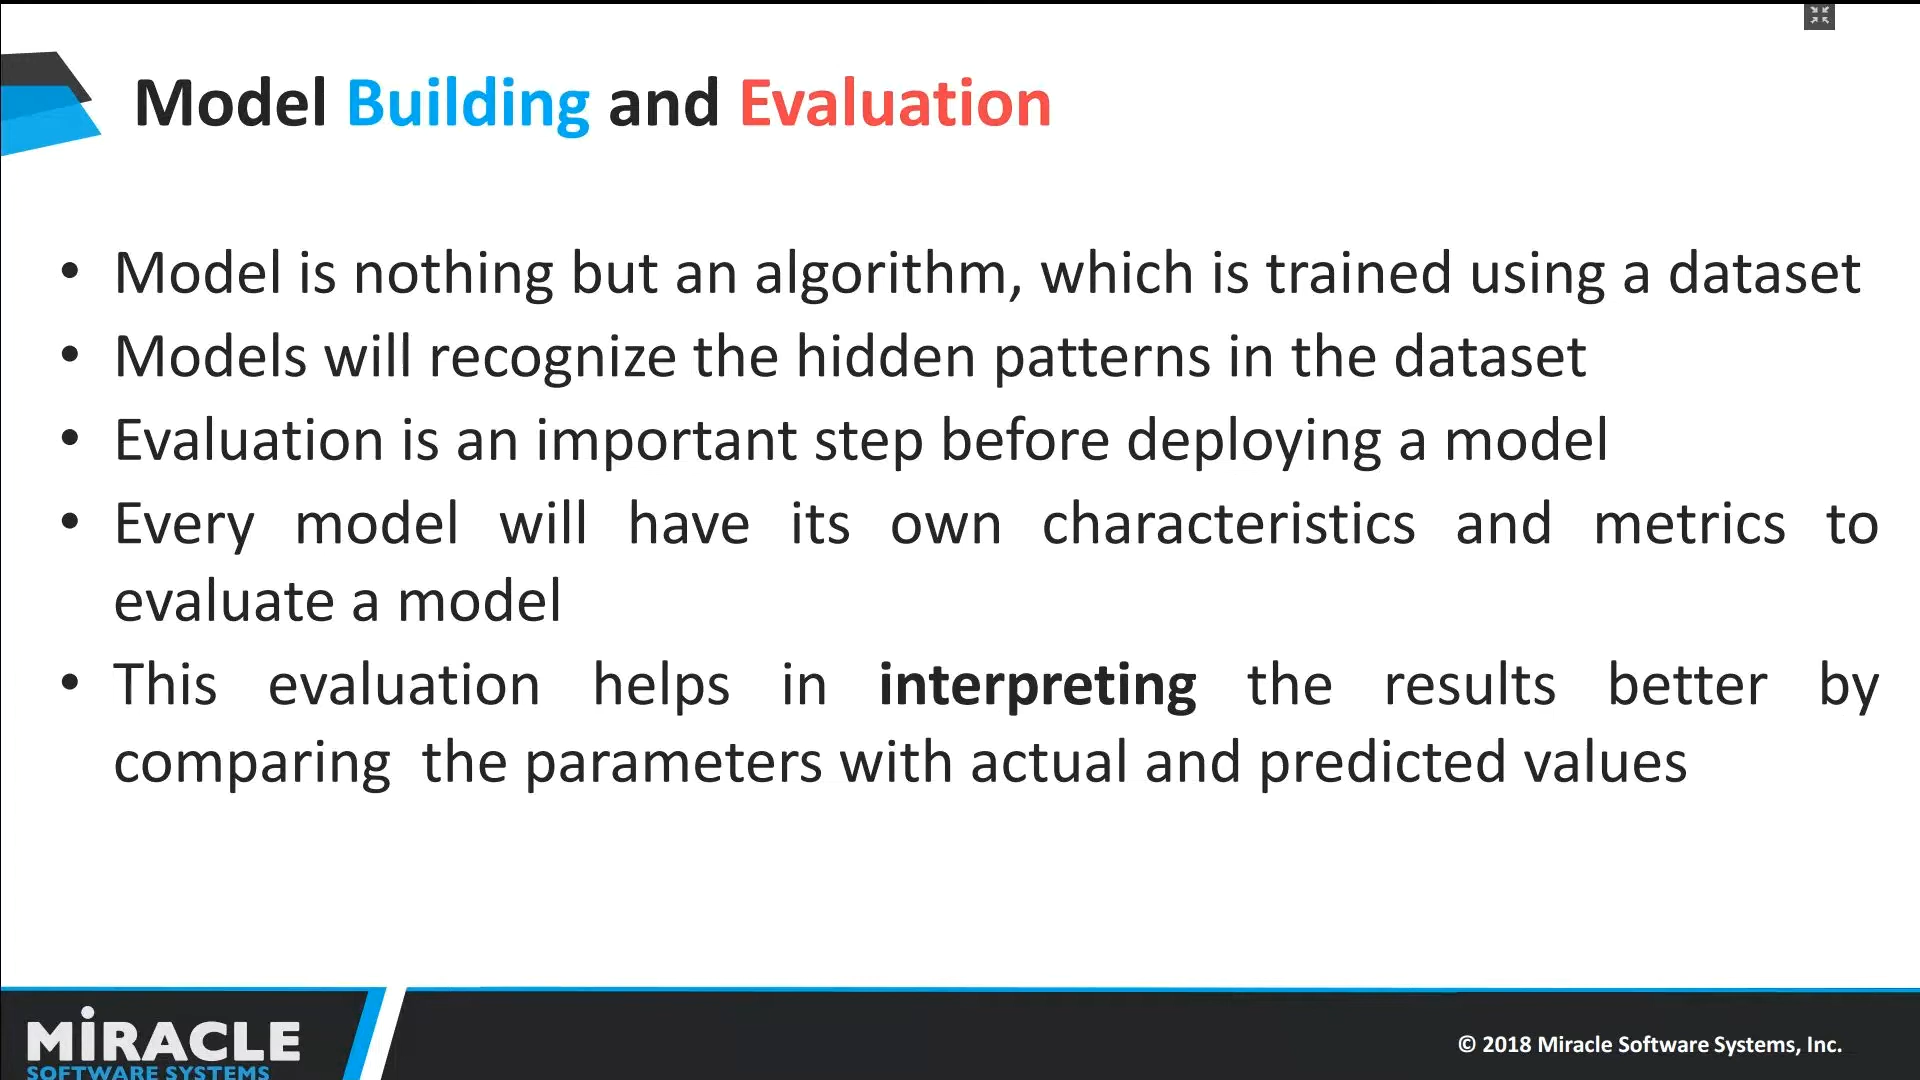 Model Building and Evaluation
• Model is nothing but an algorithm, which is trained using a dataset
• Models will recognize the hidden patterns in the dataset
• Evaluation is an important step before deploying a model
• Every model will have its own characteristics and metrics to
evaluate a model
• This evaluation helps in interpreting the results better by
comparing the parameters with actual and predicted values
MiRACLE
SOFTWARE SYSTEMS
© 2018 Miracle Software Systems, Inc.